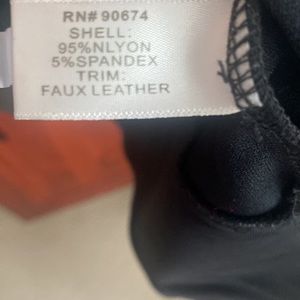 RN# 90674
SHELL:
95%NLYON
5%SPANDEX
TRIM:
FAUX LEATHER